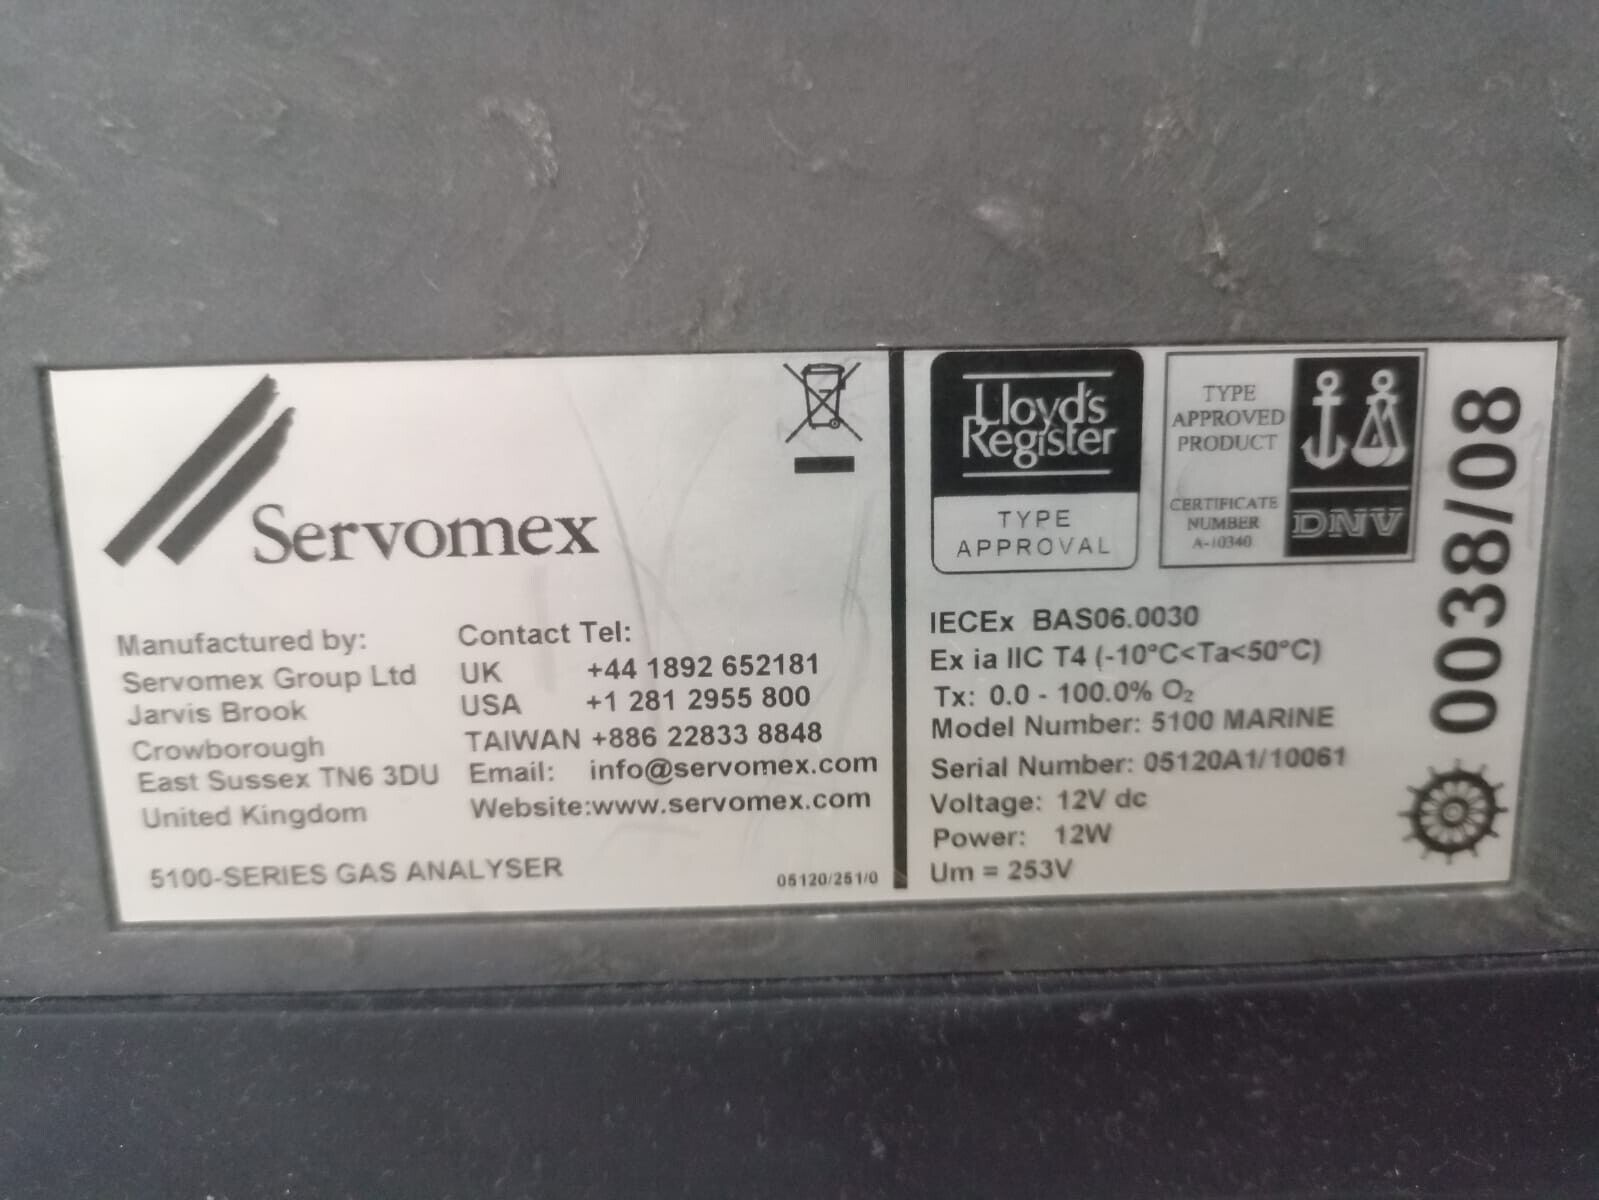 Servomex
Manufactured by:
Servomex Group Ltd
Jarvis Brook
Crowborough
East Sussex TN6 3DU
United Kingdom
Contact Tel:
UK +44 1892 652181
USA +1 281 2955 800
TAIWAN +886 22833 8848
Email: info@servomex.com
Website:www.servomex.com
5100-SERIES GAS ANALYSER
05120/251/0
Lloyd's
Register
TYPE
APPROVAL
TYPE
APPROVED
PRODUCT
CERTIFICATE
NUMBER
A-10340
DNV
IECEx BAS06.0030
Ex ia IIC T4 (-10°C<Ta<50°C)
Tx: 0.0 - 100.0% O₂
Model Number: 5100 MARINE
Serial Number: 05120A1/10061
Voltage: 12V dc
Power: 12W
Um = 253V
0038/08